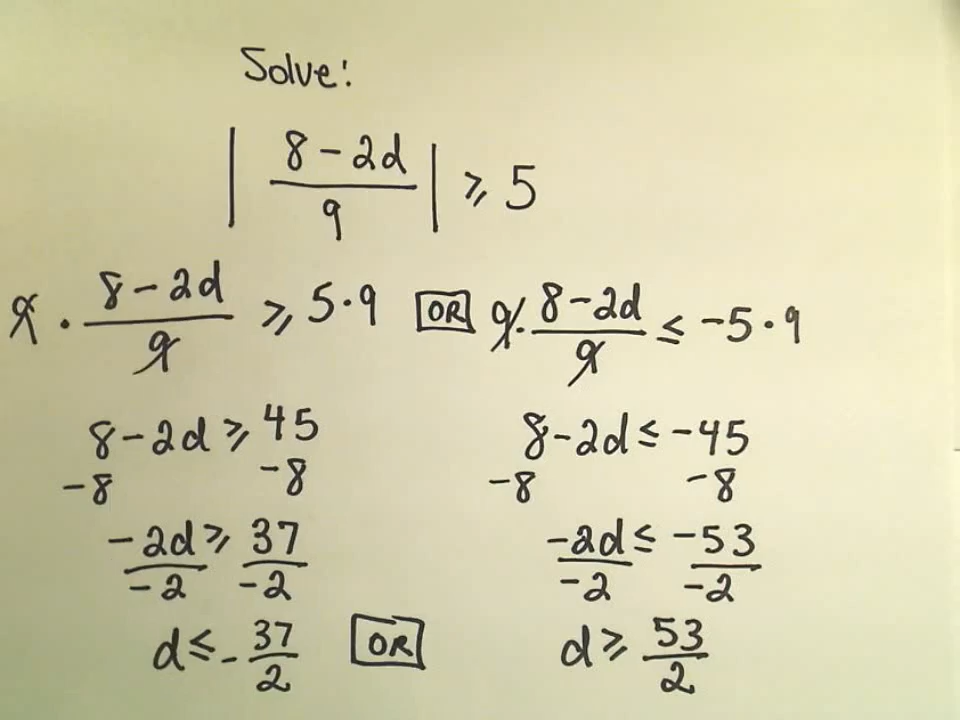 Solve:
| (8 - 2d)/9 | ≥ 5
9 · (8 - 2d)/9 ≥ 5 · 9 OR 9 · (8 - 2d)/9 ≤ -5 · 9
8 - 2d ≥ 45 8 - 2d ≤ -45
-8 -8 -8 -8
-2d/-2 ≥ 37/-2 -2d/-2 ≤ -53/-2
d ≤ - 37/2 OR d ≥ 53/2